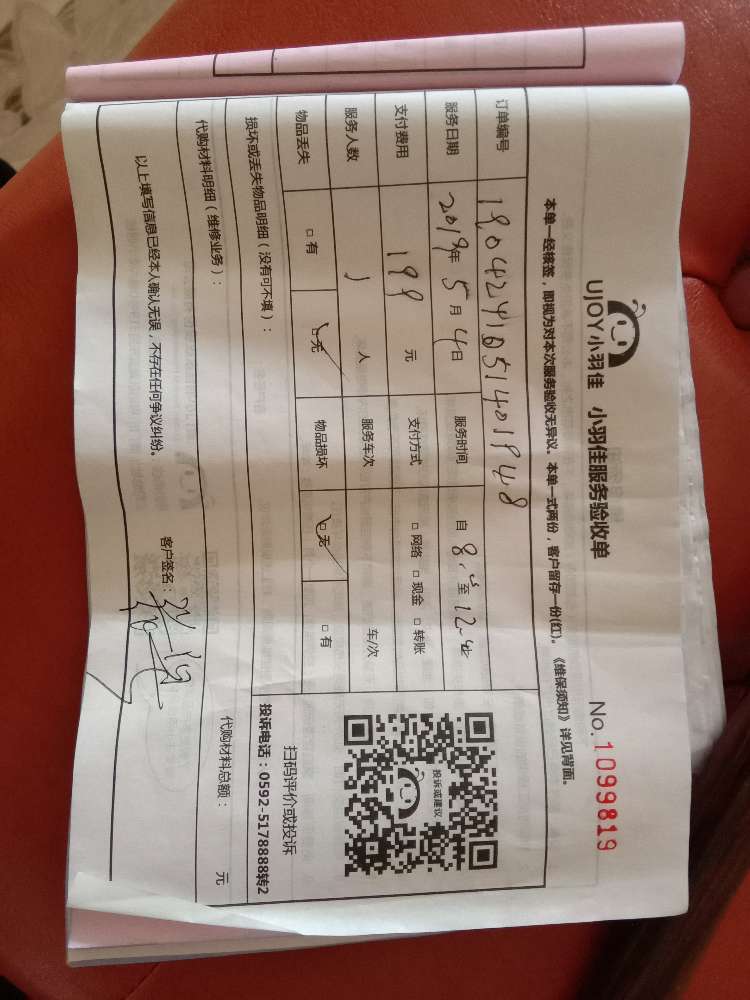 UJOY小羽佳 小羽佳服务验收单 No.1099819
本单一经核签，即视为对本次服务验收无异议。本单一式两份，客户留存一份(红)。《维保须知》详见背面。
订单编号 19042418051401948
服务日期 2019年5月4日 服务时间 自8.5至12.
支付费用 199元 支付方式 □网络 □现金 □转账
服务人数 1人 服务车次 车/次
物品丢失 □有 □无 物品损坏 □无 □有
投诉或建议
扫码评价或投诉
投诉电话：0592-5178888转2
损坏或丢失物品明细（没有可不填）：
代购材料明细（维修业务）： 代购材料总额： 元
以上填写信息已经本人确认无误，不存在任何争议纠纷。 客户签名：